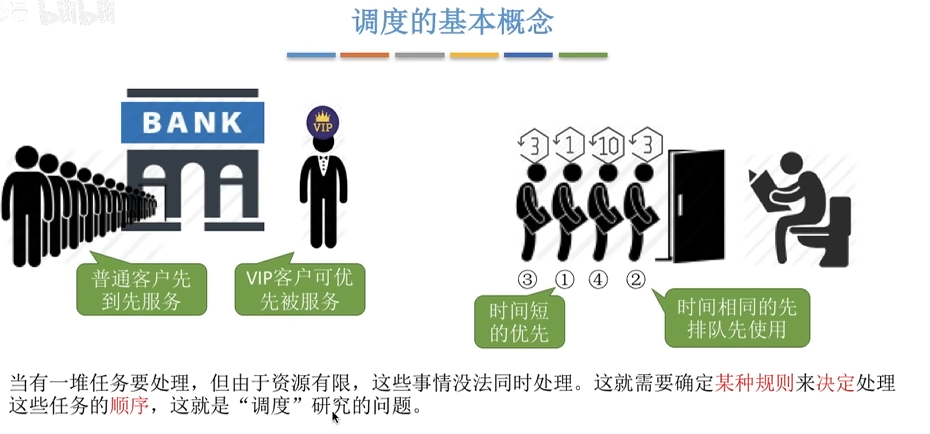 bilibili
调度的基本概念
BANK
VIP
普通客户先
到先服务
VIP客户可优
先被服务
3
1
10
3
③
①
④
②
时间短
的优先
时间相同的先
排队先使用
当有一堆任务要处理，但由于资源有限，这些事情没法同时处理。这就需要确定某种规则来决定处理
这些任务的顺序，这就是“调度”研究的问题。